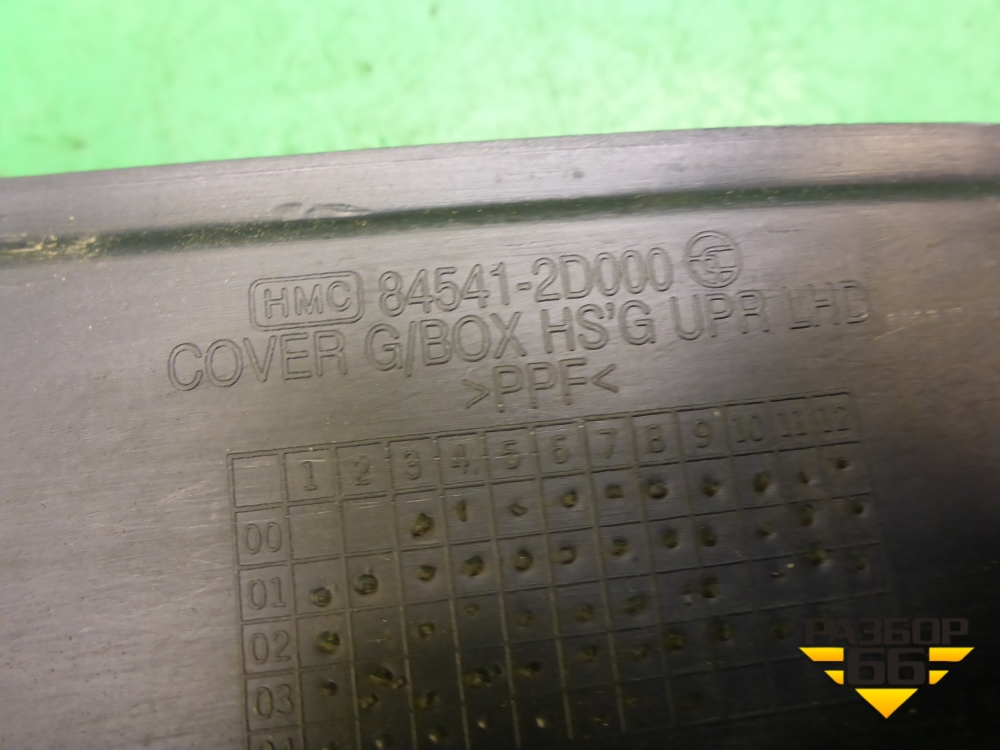 HMC 84541-2D000
COVER G/BOX HS'G UPR LHD
>PPF<
1 2 3 4 5 6 7 8 9 10 11 12
00
01
02
03
04
РАЗБОР
66